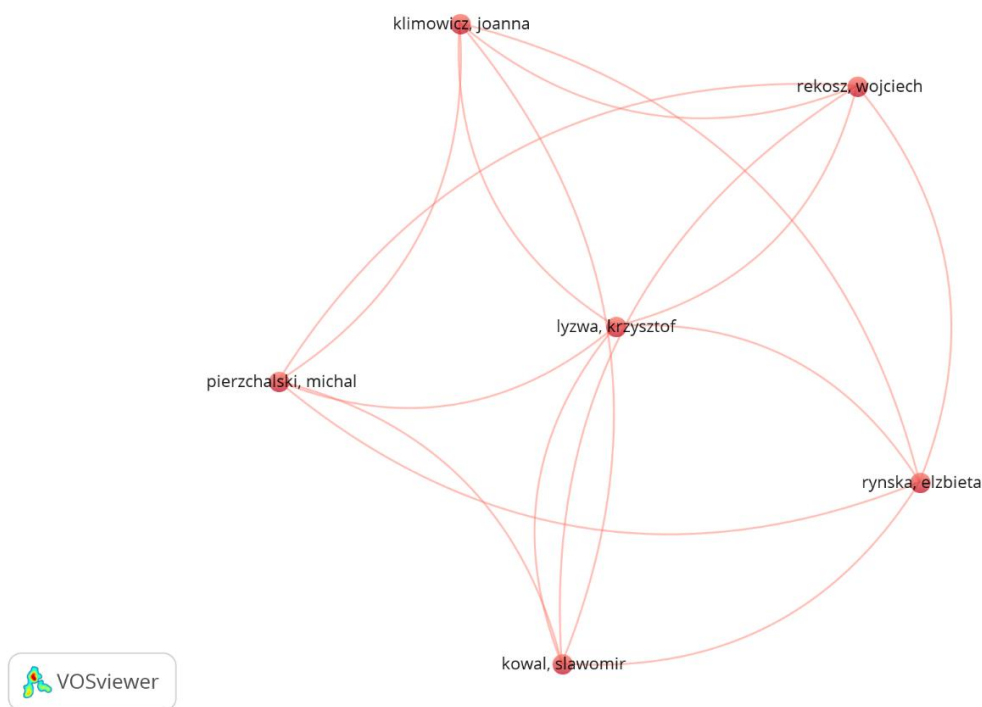 klimowicz, joanna
rekosz, wojciech
lyzwa, krzysztof
pierzchalski, michal
rynska, elzbieta
kowal, slawomir
VOSviewer